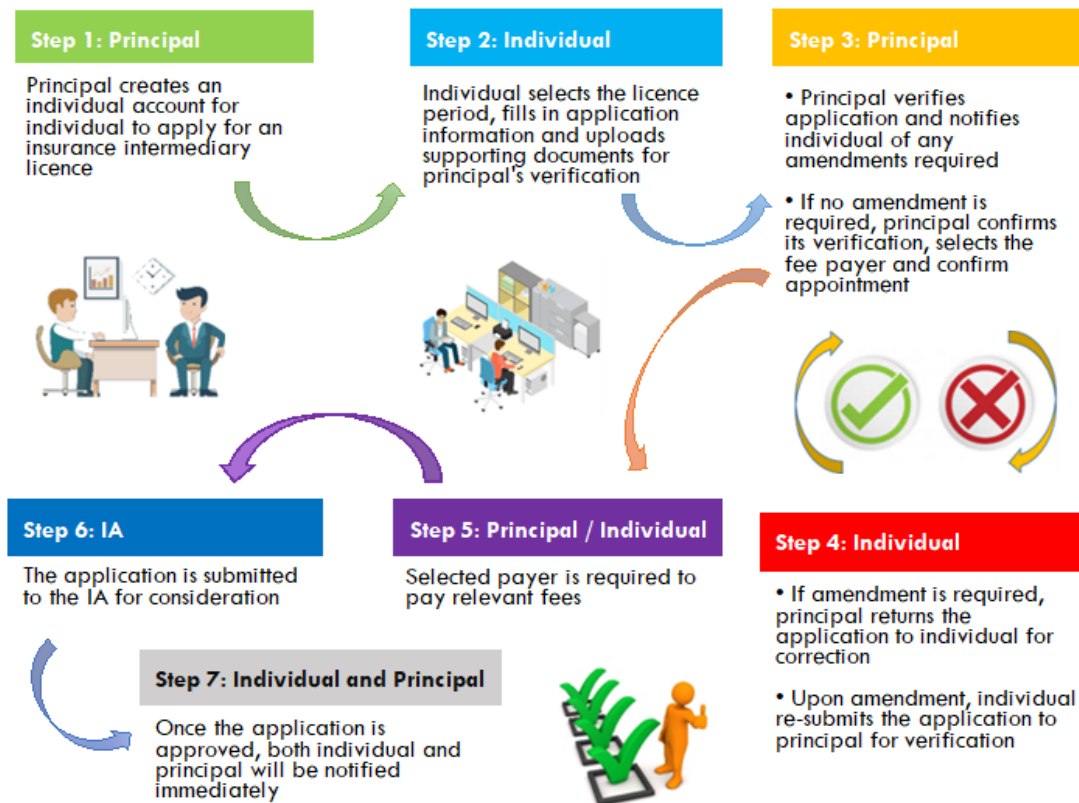 Step 1: Principal
Principal creates an
individual account for
individual to apply for an
insurance intermediary
licence
Step 2: Individual
Individual selects the licence
period, fills in application
information and uploads
supporting documents for
principal's verification
Step 3: Principal
• Principal verifies
application and notifies
individual of any
amendments required
• If no amendment is
required, principal confirms
its verification, selects the
fee payer and confirm
appointment
Step 4: Individual
• If amendment is required,
principal returns the
application to individual for
correction
• Upon amendment, individual
re-submits the application to
principal for verification
Step 5: Principal / Individual
Selected payer is required to
pay relevant fees
Step 6: IA
The application is submitted
to the IA for consideration
Step 7: Individual and Principal
Once the application is
approved, both individual and
principal will be notified
immediately